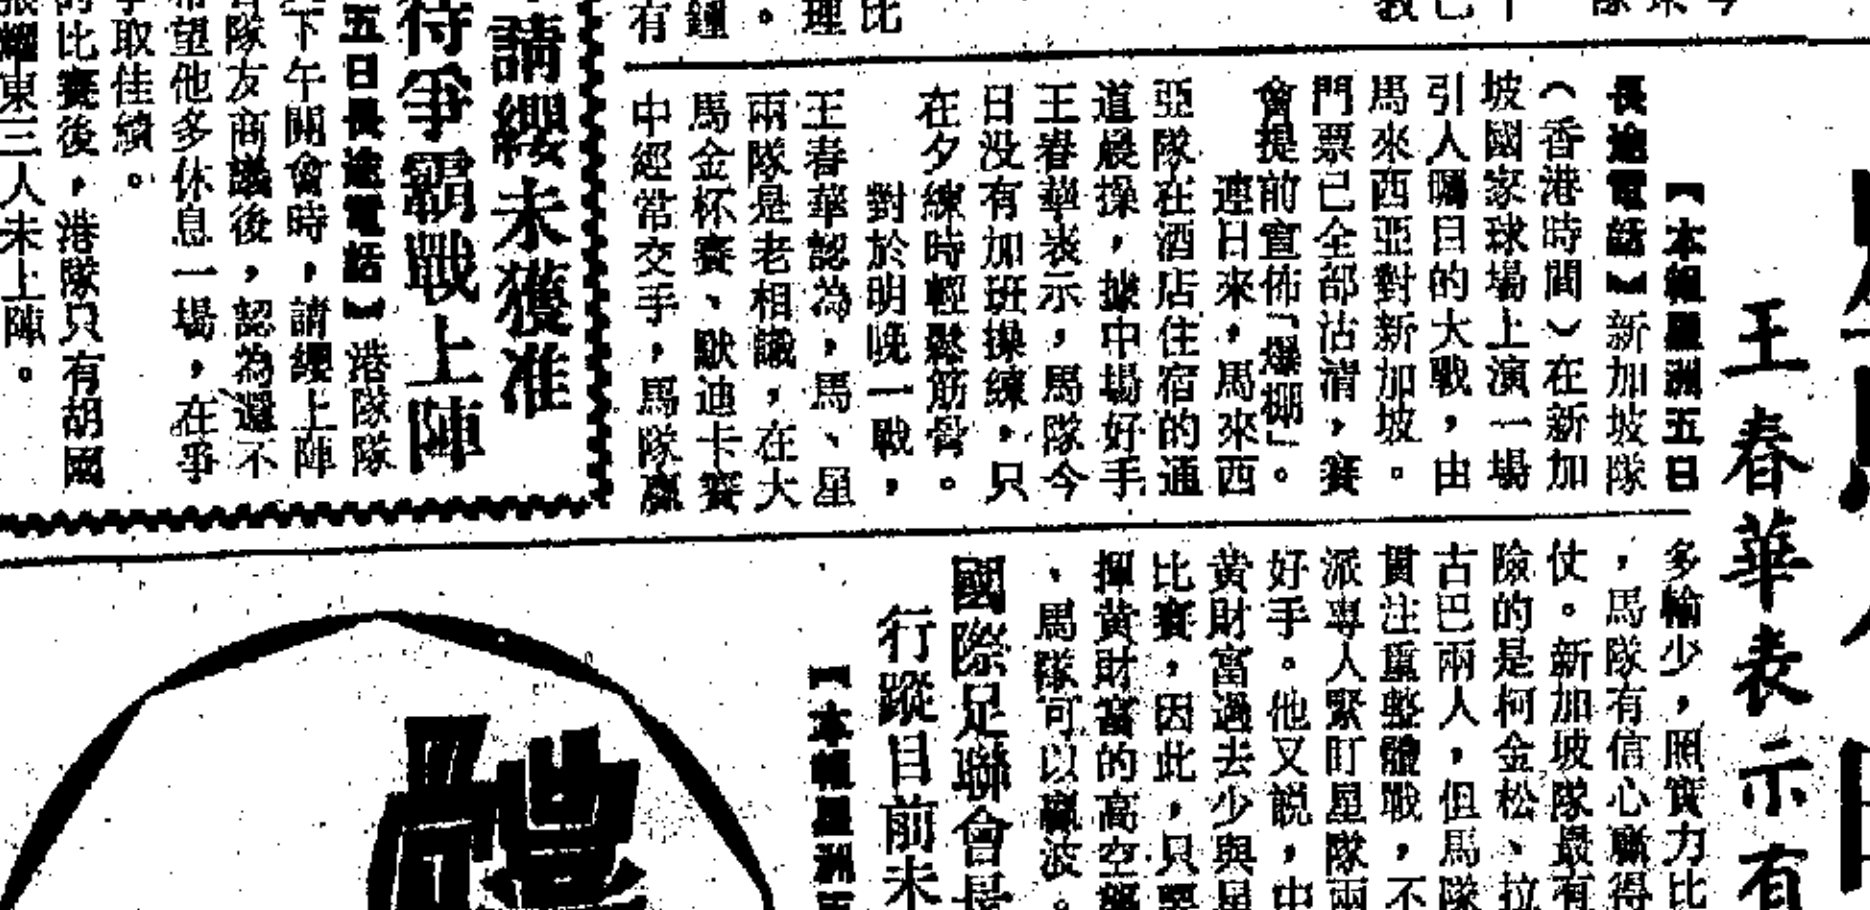 王春華表示有
【本報星洲五日
長途電話】新加坡隊
（香港時間）在新加
坡國家球場上演一場
引人矚目的大戰，由
馬來西亞對新加坡。
門票已全部沽清，賽
會提前宣佈「爆棚」。
連日來，馬來西
亞隊在酒店住宿的通
道晨操，據中場好手
王春華表示，馬隊今
日没有加班操練，只
在夕練時輕鬆筋骨。
對於明晚一戰，
王春華認為，馬、星
兩隊是老相識，在大
馬金杯賽、默迪卡賽
中經常交手，馬隊贏
多輸少，照實力比
，馬隊有信心贏得
仗。新加坡隊最有
險的是柯金松、拉
古巴兩人，但馬隊
貫注重整體戰，不
派專人緊盯星隊兩
好手。他又説，中
黃財富過去少與星
比賽，因此，只要
揮黃財富的高空
、馬隊可以贏波。
請纓未獲准
待爭霸戰上陣
五日長途電話】港隊隊
下午開會時，請纓上陣
隊友商議後，認為還不
希望他多休息一場，在爭
取佳績。
的比賽後，港隊只有胡國
張耀東三人未上陣。
國際足聯會長
行蹤目前未
【本報星洲五